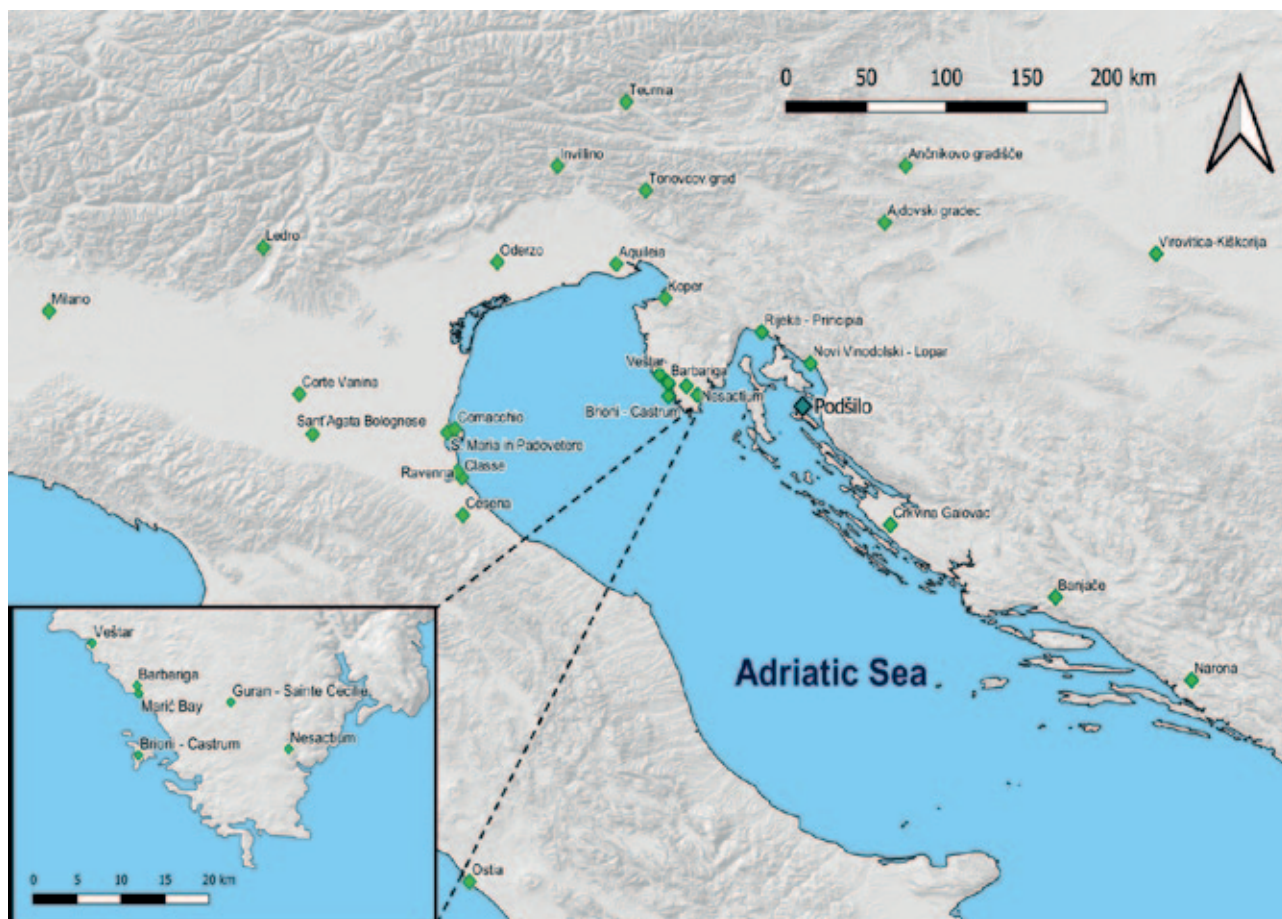 0 50 100 150 200 km
Teurnia
Invillino
Ančnikovo gradišče
Tonovcov grad
Ajdovski gradec
Ledro
Oderzo
Aquileia
Virovitica-Kiškorija
Milano
Koper
Rijeka - Principia
Novi Vinodolski - Lopar
Veštar
Barbariga
Corte Vanina
Nesactium
Brioni - Castrum
Podšilo
Sant'Agata Bolognese
Comacchio
S. Maria in Padovetere
Classe
Ravenna
Cesena
Crkvina Galovac
Banjače
Adriatic Sea
Narona
Ostia
Veštar
Barbariga
Marić Bay
Guran - Sainte Cécilie
Brioni - Castrum
Nesactium
0 5 10 15 20 km